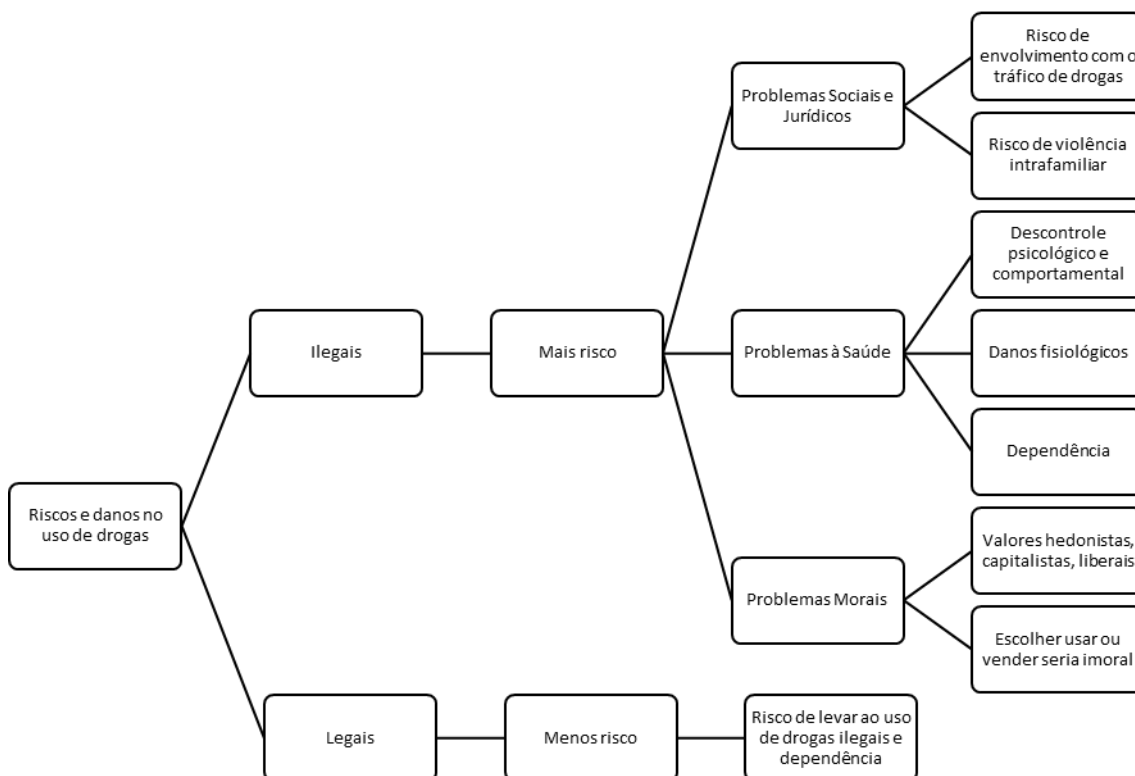 Risco de
envolvimento com o
tráfico de drogas
Problemas Sociais e
Jurídicos
Risco de violência
intrafamiliar
Descontrole
psicológico e
comportamental
Ilegais
Mais risco
Problemas à Saúde
Danos fisiológicos
Dependência
Riscos e danos no
uso de drogas
Valores hedonistas,
capitalistas, liberais
Problemas Morais
Escolher usar ou
vender seria imoral
Legais
Menos risco
Risco de levar ao uso
de drogas ilegais e
dependência